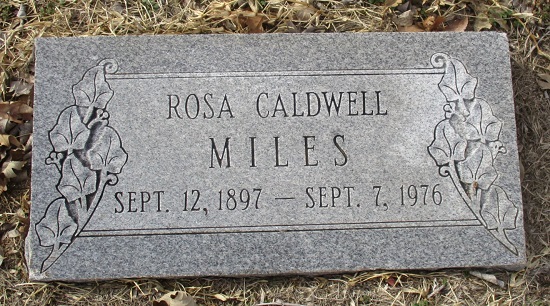 ROSA CALDWELL
MILES
SEPT. 12, 1897 — SEPT. 7, 1976